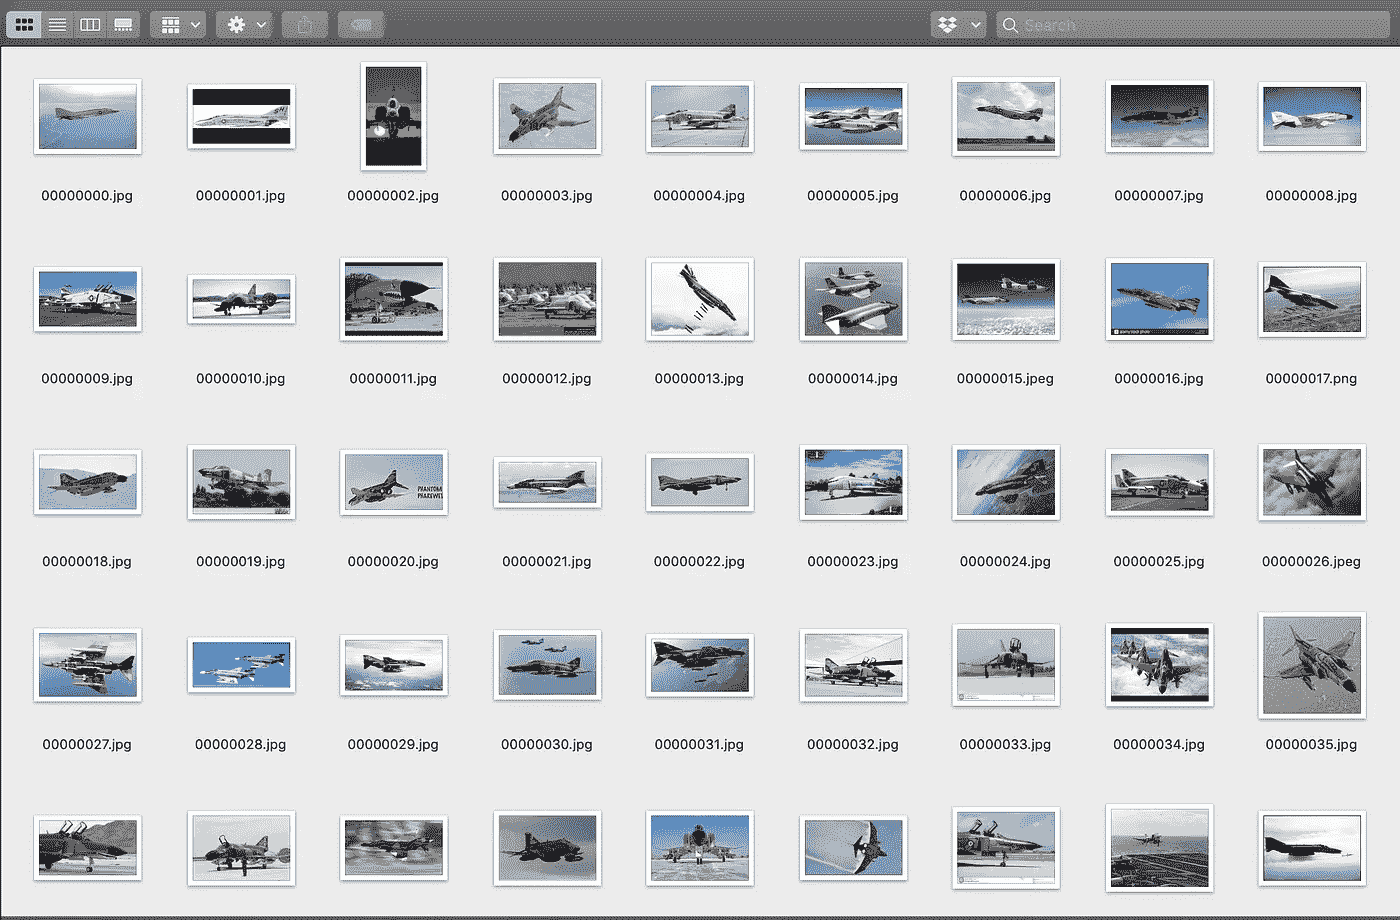 Search
00000000.jpg 00000001.jpg 00000002.jpg 00000003.jpg 00000004.jpg 00000005.jpg 00000006.jpg 00000007.jpg 00000008.jpg
00000009.jpg 00000010.jpg 00000011.jpg 00000012.jpg 00000013.jpg 00000014.jpg 00000015.jpeg 00000016.jpg 00000017.png
PHANTOM
PHAREWELL
00000018.jpg 00000019.jpg 00000020.jpg 00000021.jpg 00000022.jpg 00000023.jpg 00000024.jpg 00000025.jpg 00000026.jpeg
00000027.jpg 00000028.jpg 00000029.jpg 00000030.jpg 00000031.jpg 00000032.jpg 00000033.jpg 00000034.jpg 00000035.jpg